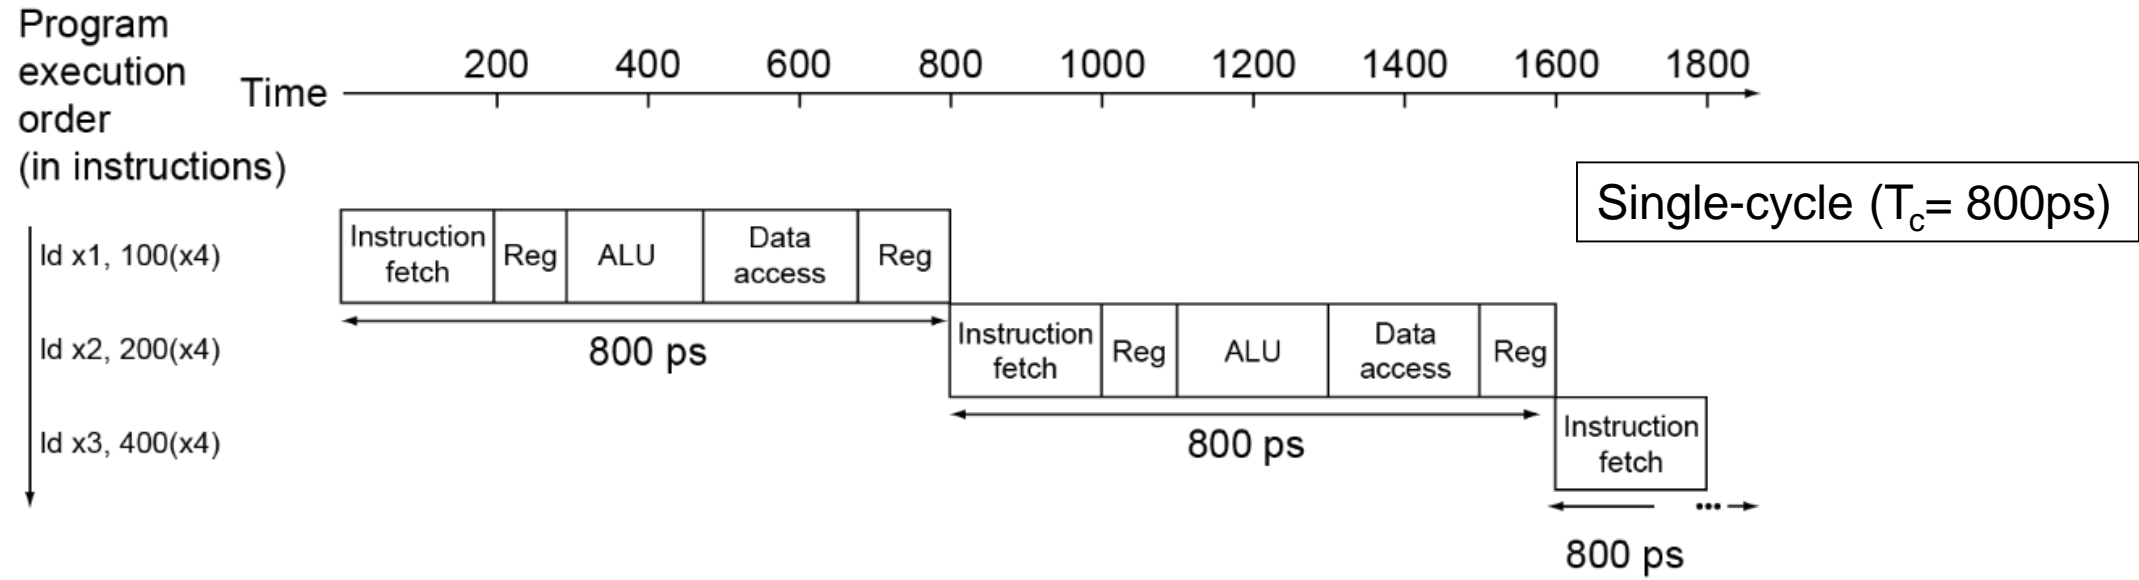 Program
execution
order
(in instructions)
Time
200 400 600 800 1000 1200 1400 1600 1800
Single-cycle (Tc= 800ps)
ld x1, 100(x4)
Instruction
fetch
Reg
ALU
Data
access
Reg
800 ps
ld x2, 200(x4)
Instruction
fetch
Reg
ALU
Data
access
Reg
800 ps
ld x3, 400(x4)
Instruction
fetch
...
800 ps